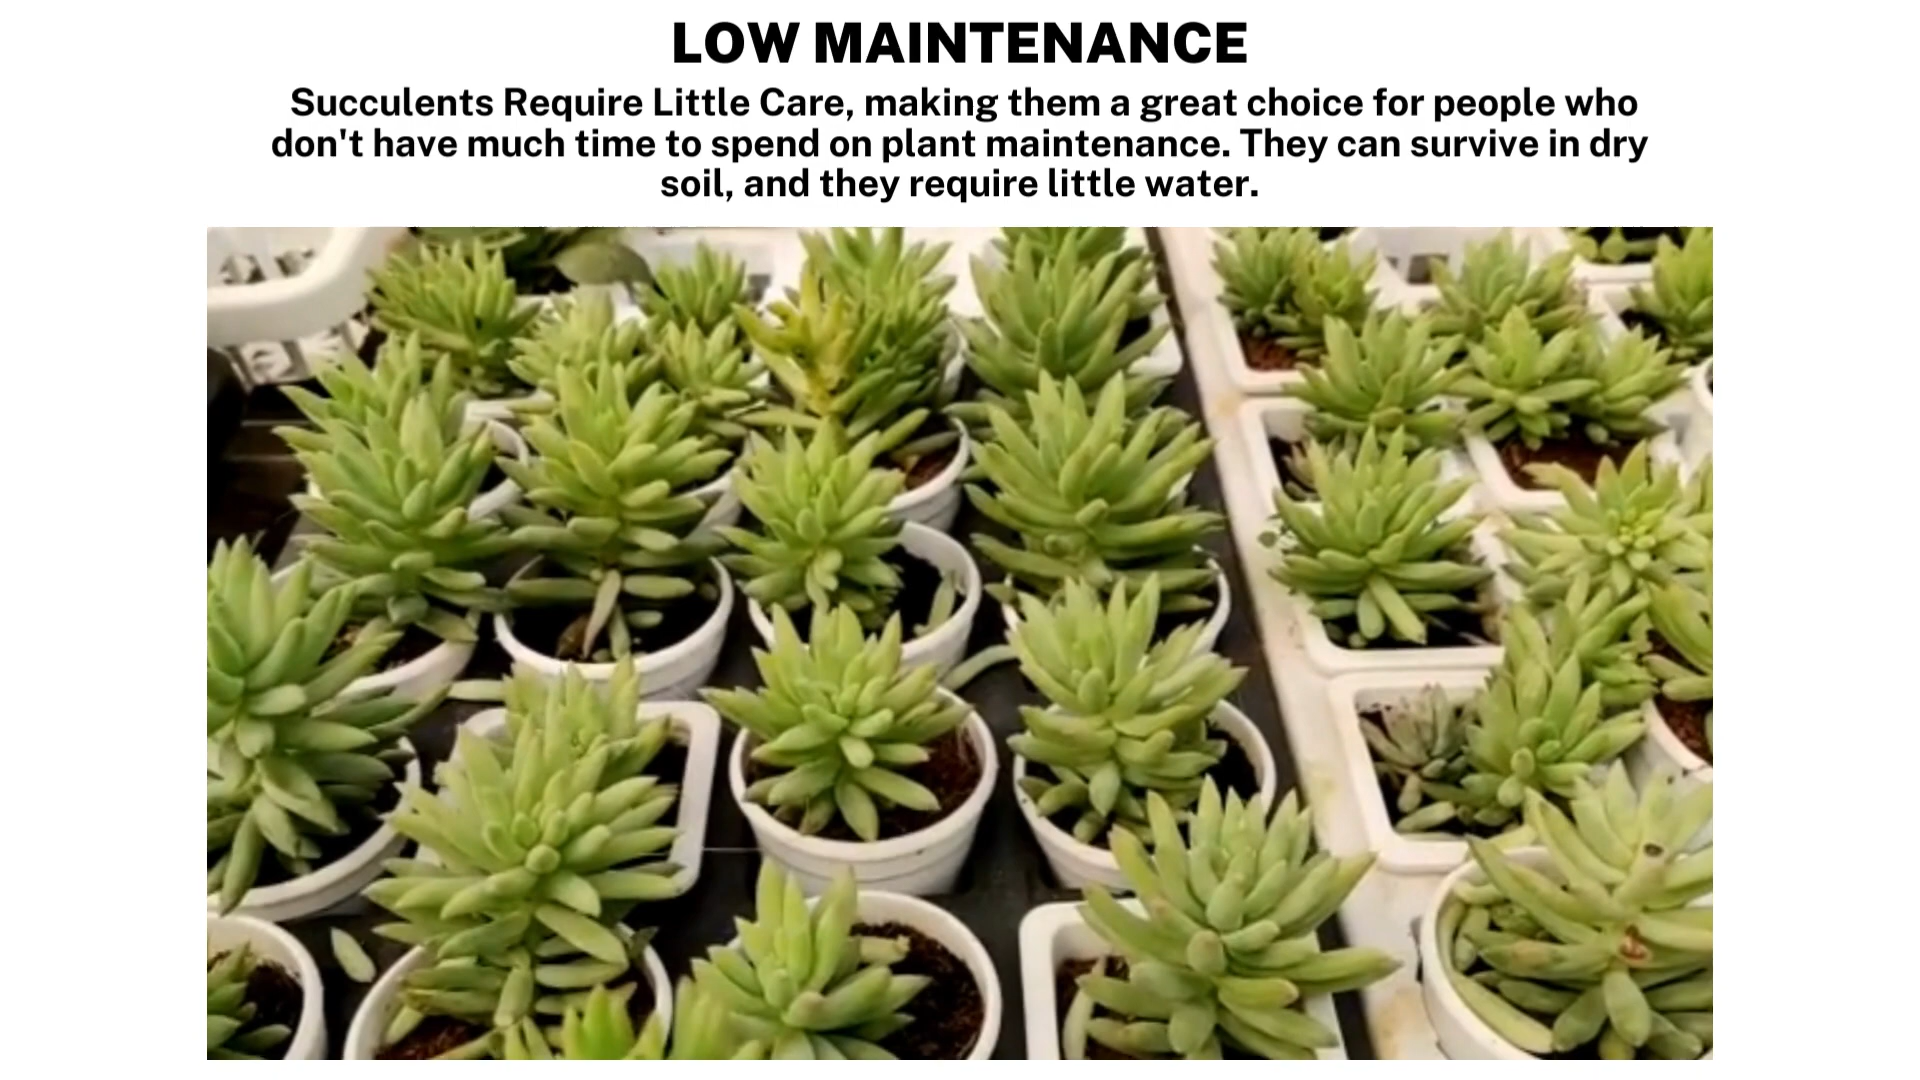 LOW MAINTENANCE
Succulents Require Little Care, making them a great choice for people who
don't have much time to spend on plant maintenance. They can survive in dry
soil, and they require little water.